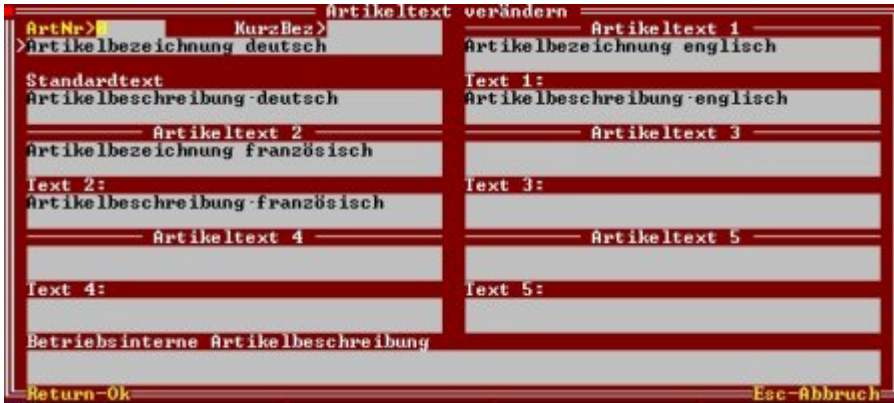 Artikeltext verändern
ArtNr> KurzBez>
>Artikelbezeichnung deutsch
Standardtext
Artikelbeschreibung·deutsch
Artikeltext 1
Artikelbezeichnung englisch
Text 1:
Artikelbeschreibung·englisch
Artikeltext 2
Artikelbezeichnung französisch
Text 2:
Artikelbeschreibung·französisch
Artikeltext 3
Text 3:
Artikeltext 4
Text 4:
Artikeltext 5
Text 5:
Betriebsinterne Artikelbeschreibung
Return-Ok Esc-Abbruch